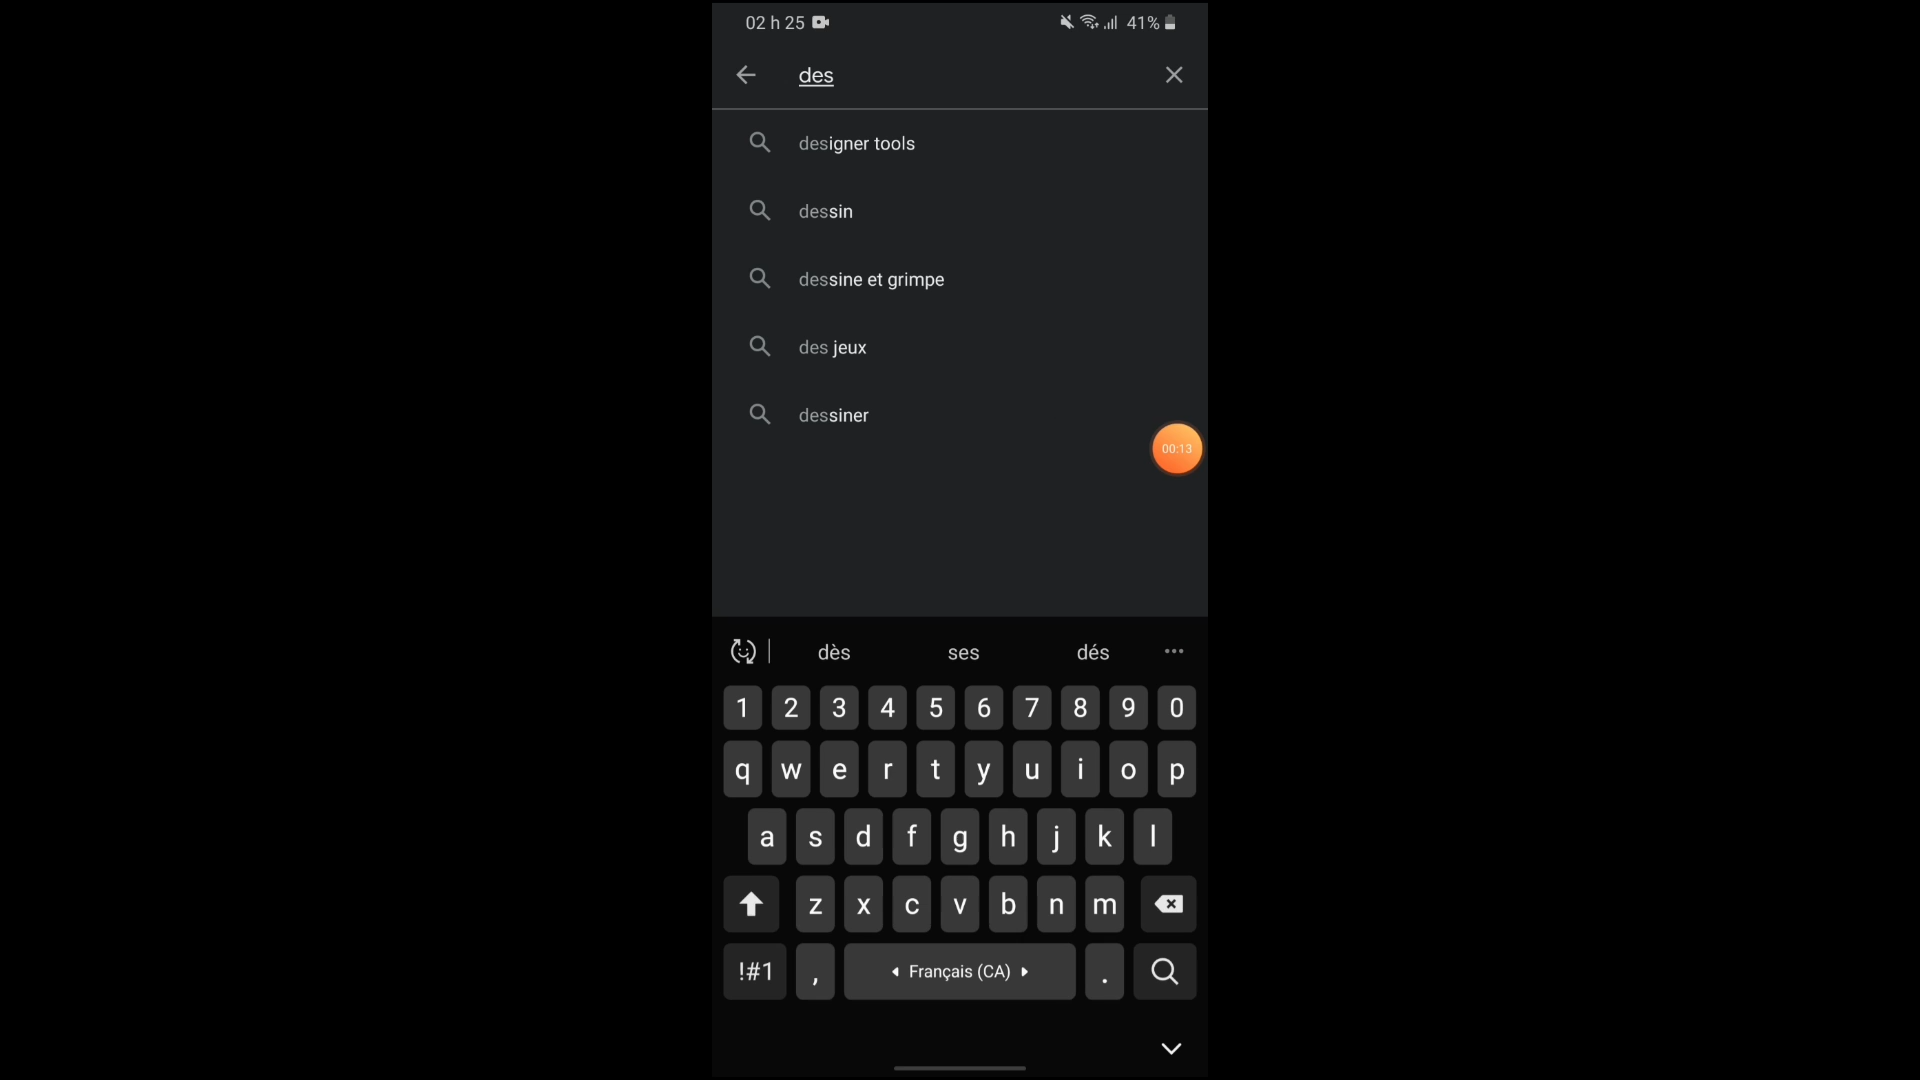 02 h 25 41%
des
designer tools
dessin
dessine et grimpe
des jeux
dessiner
00:13
dès ses dés
1 2 3 4 5 6 7 8 9 0
q w e r t y u i o p
a s d f g h j k l
z x c v b n m
!#1 , Français (CA) .